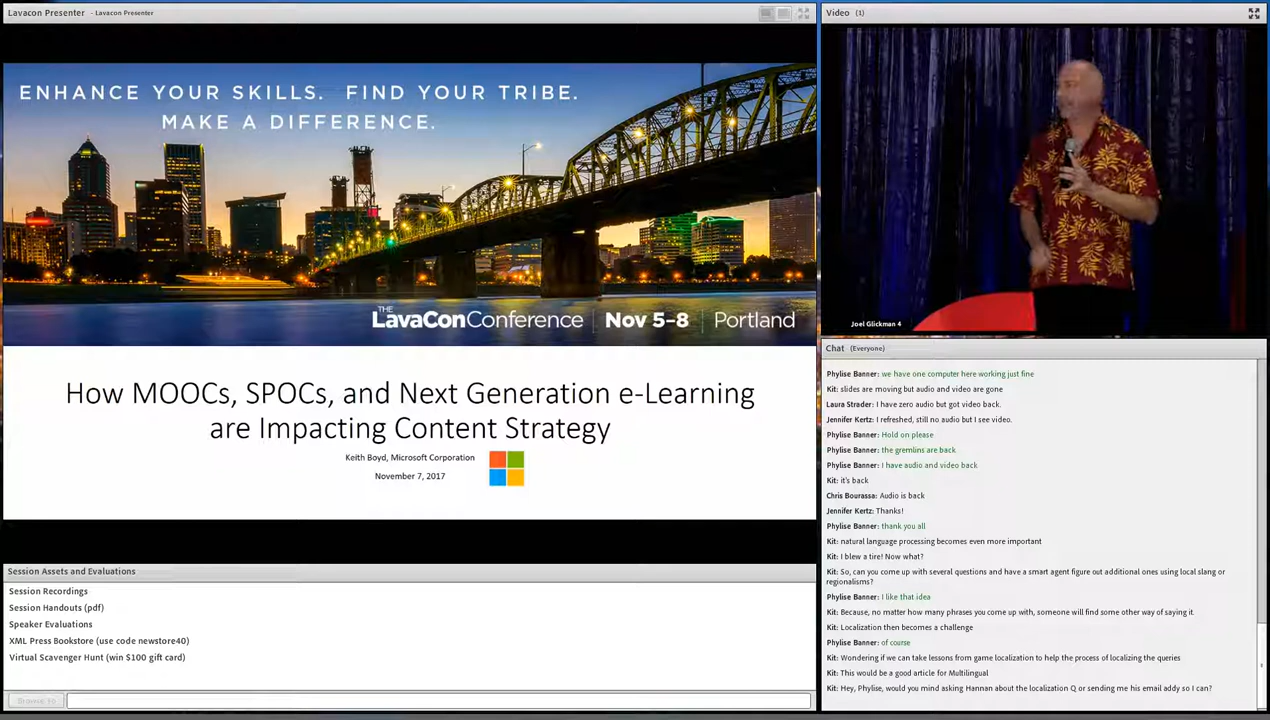 Lavacon Presenter - Lavacon Presenter
ENHANCE YOUR SKILLS. FIND YOUR TRIBE.
MAKE A DIFFERENCE.
THE LavaConConference | Nov 5–8 | Portland
How MOOCs, SPOCs, and Next Generation e-Learning
are Impacting Content Strategy
Keith Boyd, Microsoft Corporation
November 7, 2017
Session Assets and Evaluations
Session Recordings
Session Handouts (pdf)
Speaker Evaluations
XML Press Bookstore (use code newstore40)
Virtual Scavenger Hunt (win $100 gift card)
Browse To
Video (1)
Joel Glickman 4
Chat (Everyone)
Phylise Banner: we have one computer here working just fine
Kit: slides are moving but audio and video are gone
Laura Strader: I have zero audio but got video back.
Jennifer Kertz: I refreshed, still no audio but I see video.
Phylise Banner: Hold on please
Phylise Banner: the gremlins are back
Phylise Banner: I have audio and video back
Kit: it's back
Chris Bourassa: Audio is back
Jennifer Kertz: Thanks!
Phylise Banner: thank you all
Kit: natural language processing becomes even more important
Kit: I blew a tire! Now what?
Kit: So, can you come up with several questions and have a smart agent figure out additional ones using local slang or
regionalisms?
Phylise Banner: I like that idea
Kit: Because, no matter how many phrases you come up with, someone will find some other way of saying it.
Kit: Localization then becomes a challenge
Phylise Banner: of course
Kit: Wondering if we can take lessons from game localization to help the process of localizing the queries
Kit: This would be a good article for Multilingual
Kit: Hey, Phylise, would you mind asking Hannan about the localization Q or sending me his email addy so I can?